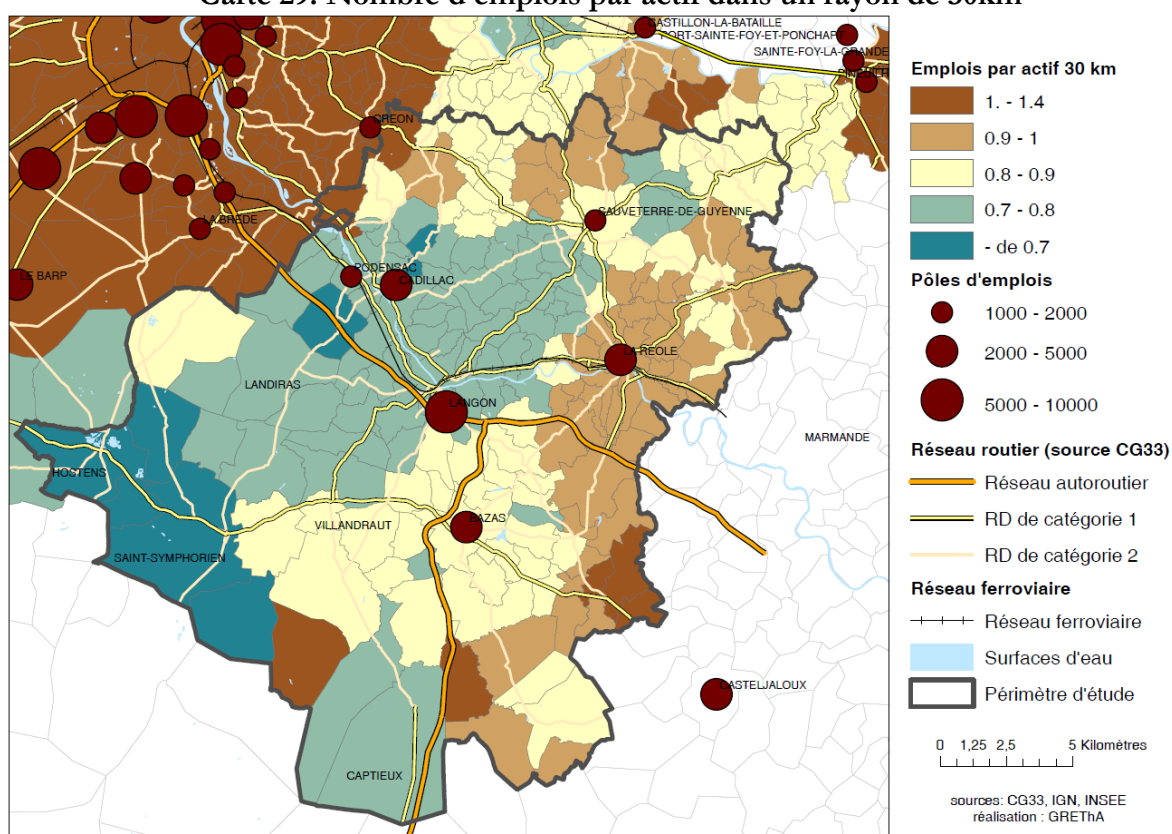 Carte 29. Nombre d'emplois par actif dans un rayon de 30km
CASTILLON-LA-BATAILLE
PORT-SAINTE-FOY-ET-PONCHAPT
SAINTE-FOY-LA-GRANDE
PINEUILH
CREON
LA BREDE
SAUVETERRE-DE-GUYENNE
LE BARP
PODENSAC
CADILLAC
LA REOLE
LANDIRAS
LANGON
MARMANDE
HOSTENS
VILLANDRAUT
BAZAS
SAINT-SYMPHORIEN
CASTELJALOUX
CAPTIEUX
Emplois par actif 30 km
1. - 1.4
0.9 - 1
0.8 - 0.9
0.7 - 0.8
- de 0.7
Pôles d'emplois
1000 - 2000
2000 - 5000
5000 - 10000
Réseau routier (source CG33)
Réseau autoroutier
RD de catégorie 1
RD de catégorie 2
Réseau ferroviaire
Réseau ferroviaire
Surfaces d'eau
Périmètre d'étude
0 1,25 2,5 5 Kilomètres
sources: CG33, IGN, INSEE
réalisation : GREThA